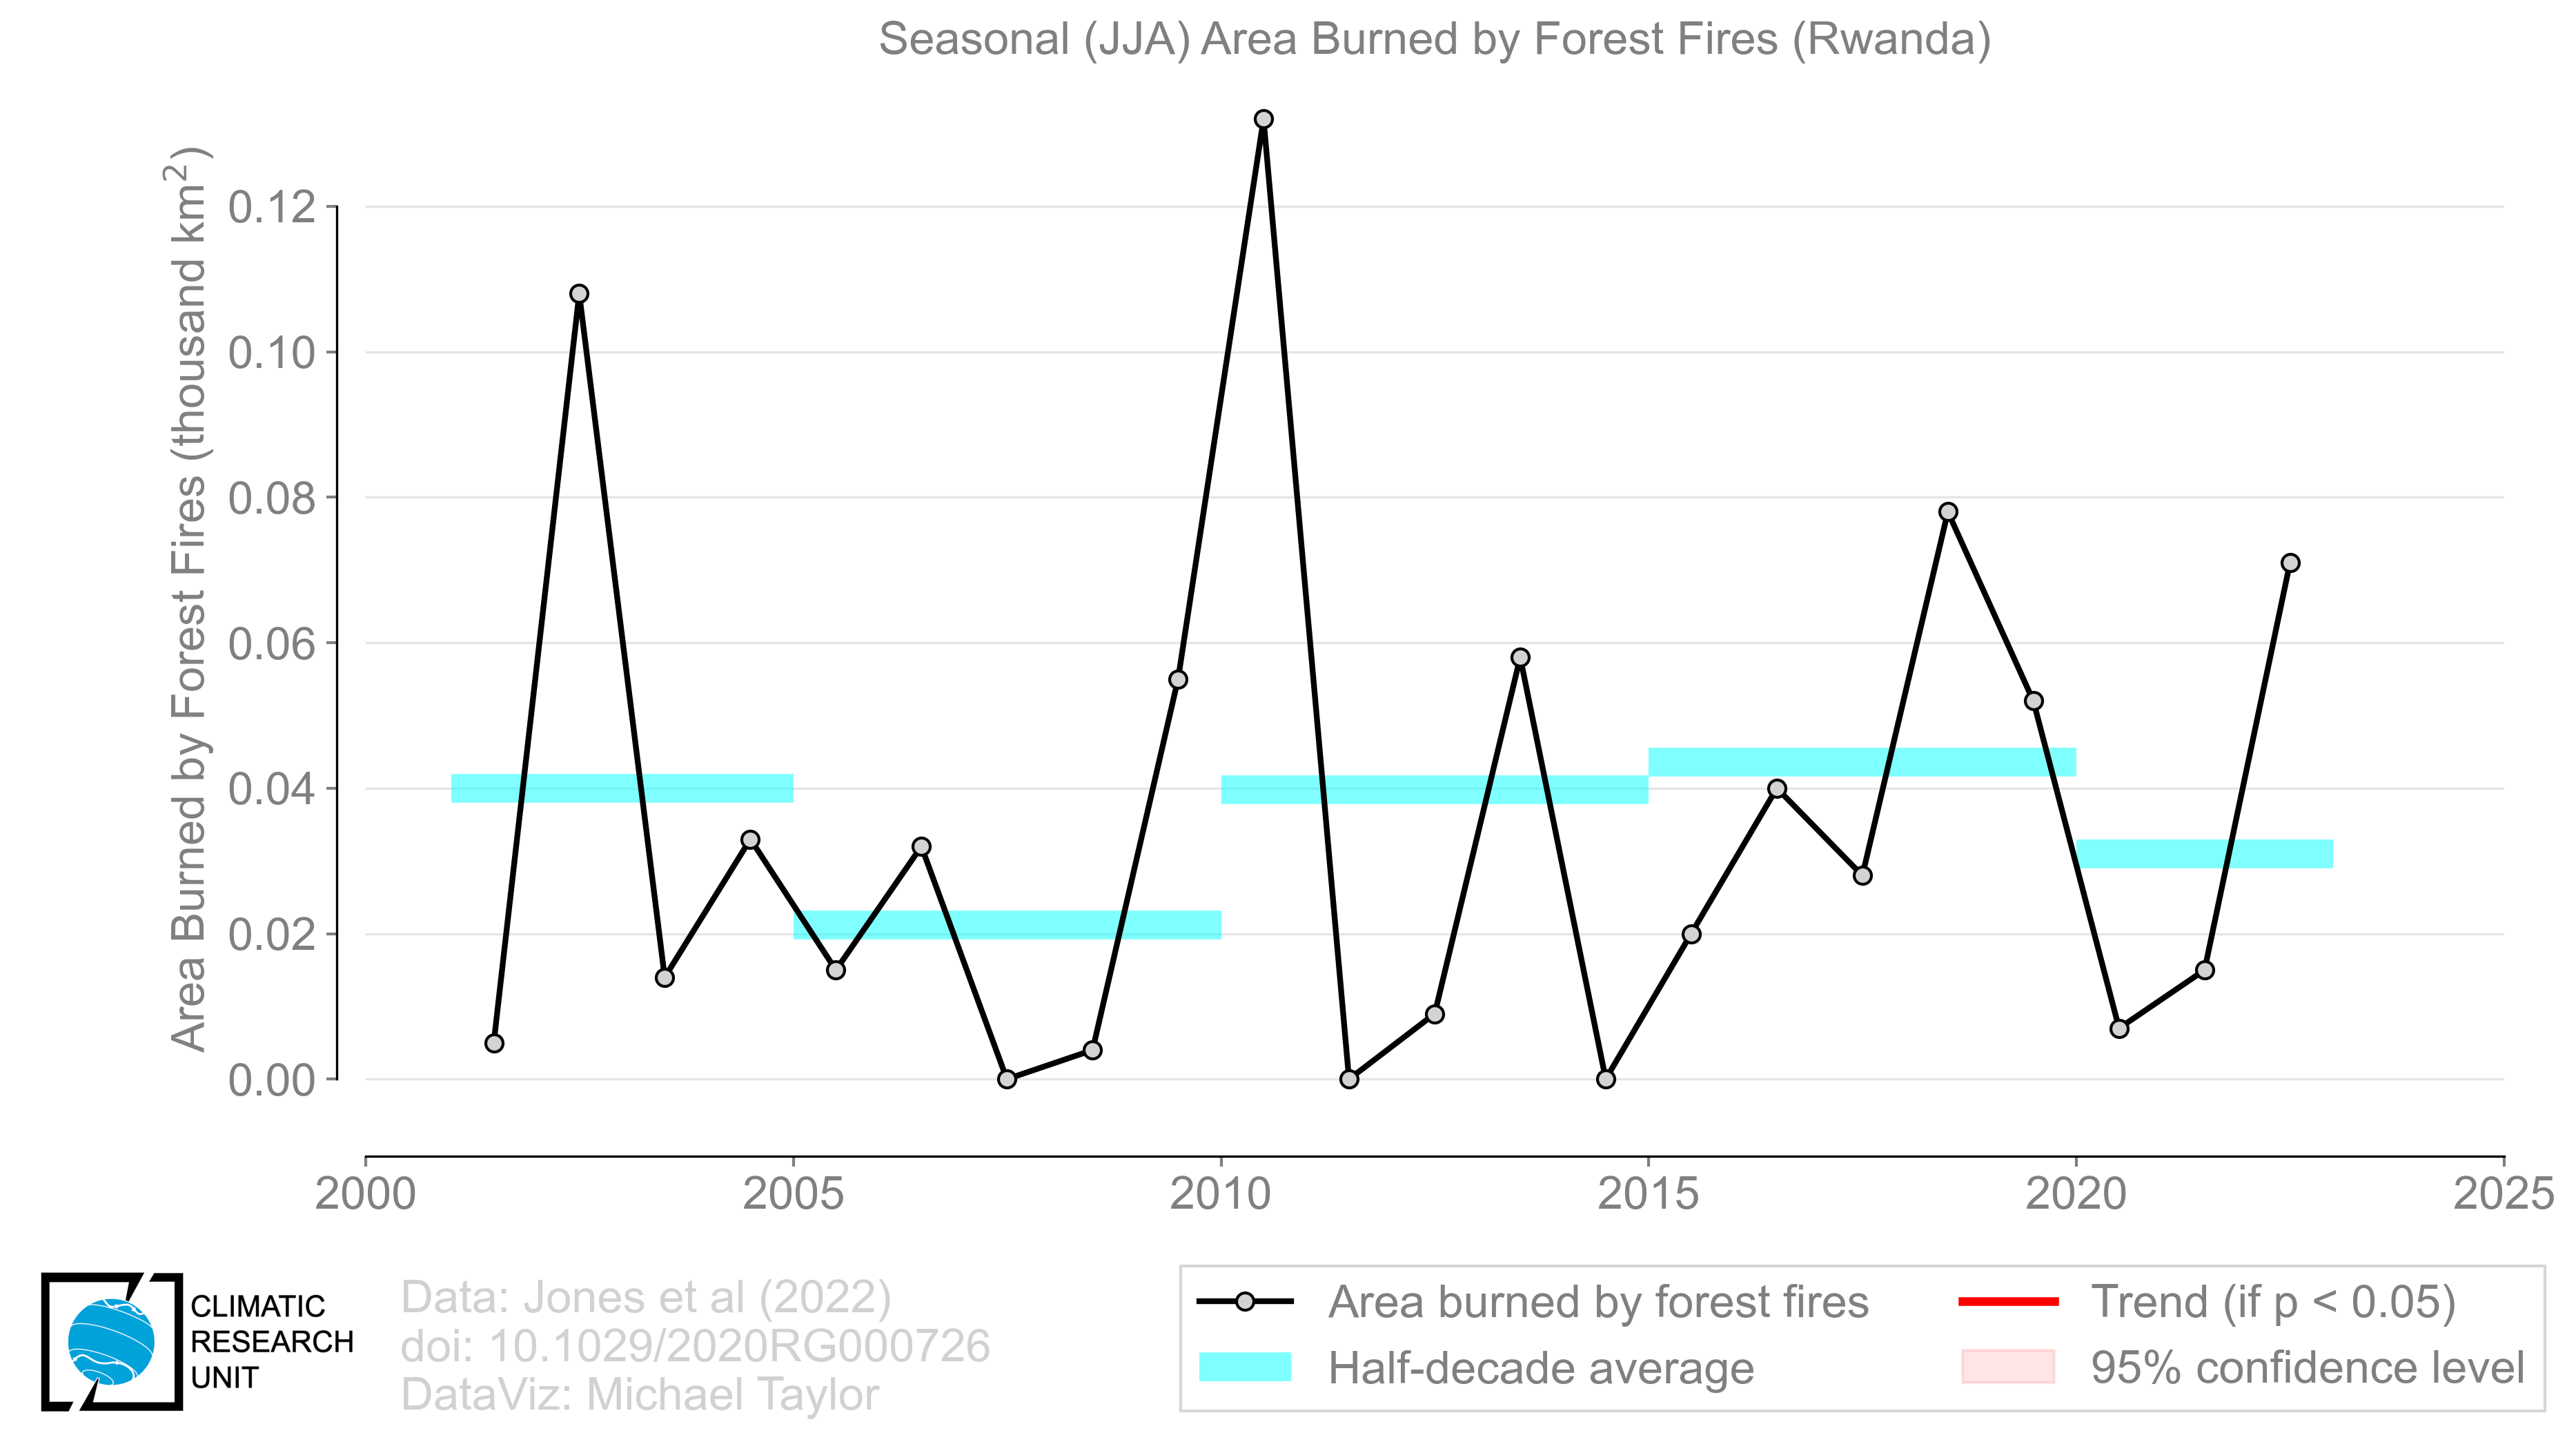 Seasonal (JJA) Area Burned by Forest Fires (Rwanda)
Area Burned by Forest Fires (thousand km²)
0.12
0.10
0.08
0.06
0.04
0.02
0.00
2000 2005 2010 2015 2020 2025
CLIMATIC
RESEARCH
UNIT
Data: Jones et al (2022)
doi: 10.1029/2020RG000726
DataViz: Michael Taylor
Area burned by forest fires
Half-decade average
Trend (if p < 0.05)
95% confidence level